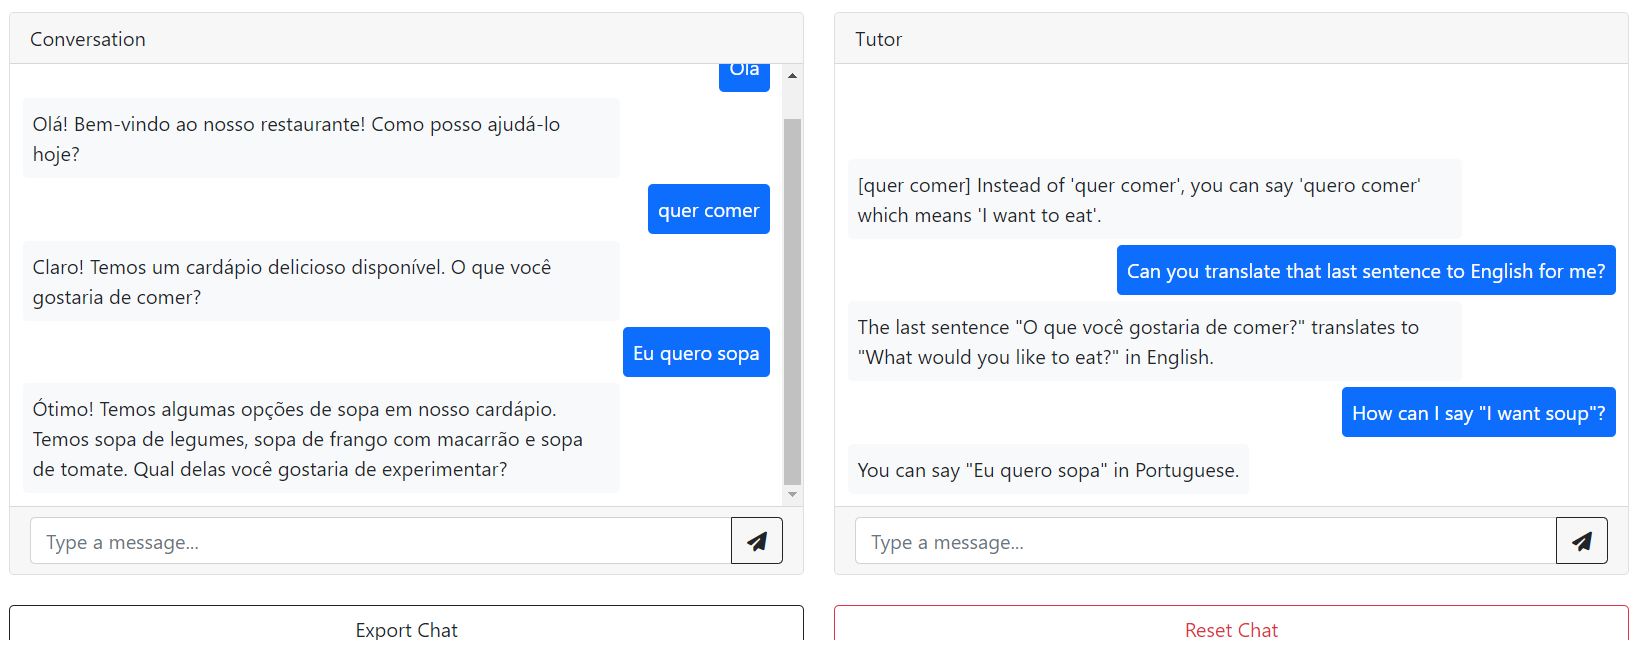 Conversation
Olá
Olá! Bem-vindo ao nosso restaurante! Como posso ajudá-lo
hoje?
quer comer
Claro! Temos um cardápio delicioso disponível. O que você
gostaria de comer?
Eu quero sopa
Ótimo! Temos algumas opções de sopa em nosso cardápio.
Temos sopa de legumes, sopa de frango com macarrão e sopa
de tomate. Qual delas você gostaria de experimentar?
Type a message...
Export Chat
Tutor
[quer comer] Instead of 'quer comer', you can say 'quero comer'
which means 'I want to eat'.
Can you translate that last sentence to English for me?
The last sentence "O que você gostaria de comer?" translates to
"What would you like to eat?" in English.
How can I say "I want soup"?
You can say "Eu quero sopa" in Portuguese.
Type a message...
Reset Chat